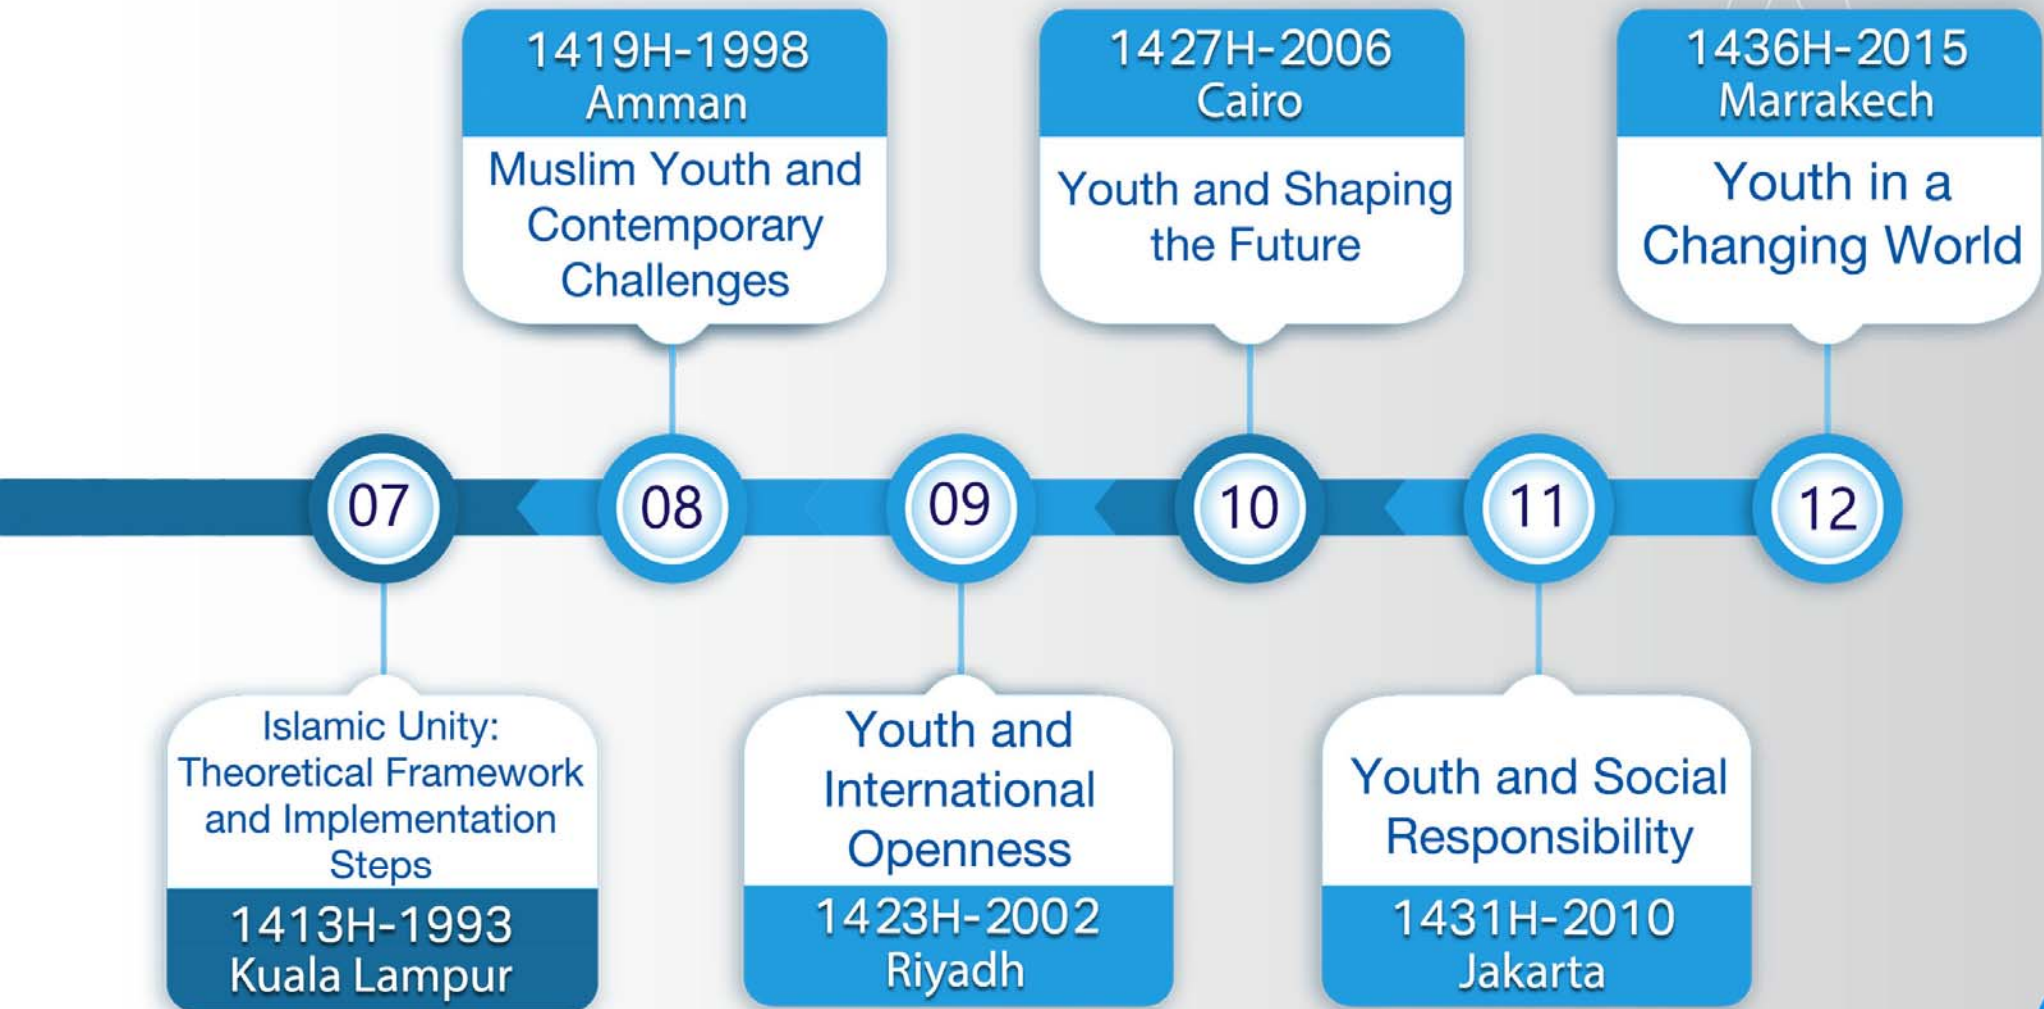 1419H-1998
Amman
Muslim Youth and
Contemporary
Challenges
1427H-2006
Cairo
Youth and Shaping
the Future
1436H-2015
Marrakech
Youth in a
Changing World
07
08
09
10
11
12
Islamic Unity:
Theoretical Framework
and Implementation
Steps
1413H-1993
Kuala Lampur
Youth and
International
Openness
1423H-2002
Riyadh
Youth and Social
Responsibility
1431H-2010
Jakarta